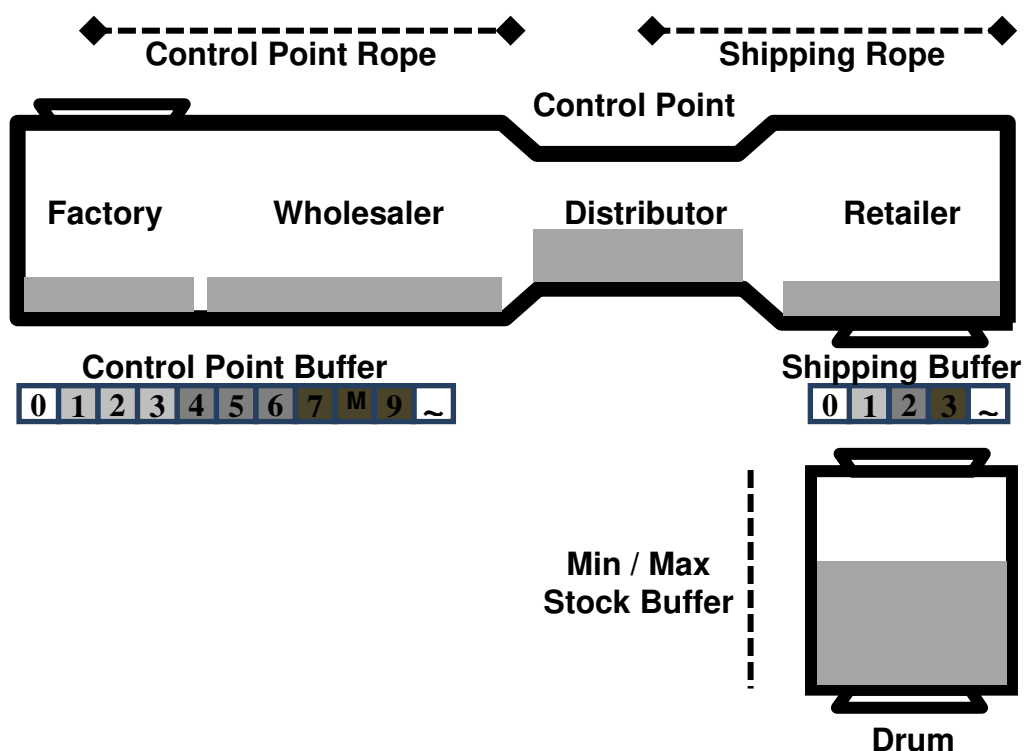 Control Point Rope
Shipping Rope
Control Point
Factory
Wholesaler
Distributor
Retailer
Control Point Buffer
0 1 2 3 4 5 6 7 M 9 ~
Shipping Buffer
0 1 2 3 ~
Min / Max
Stock Buffer
Drum